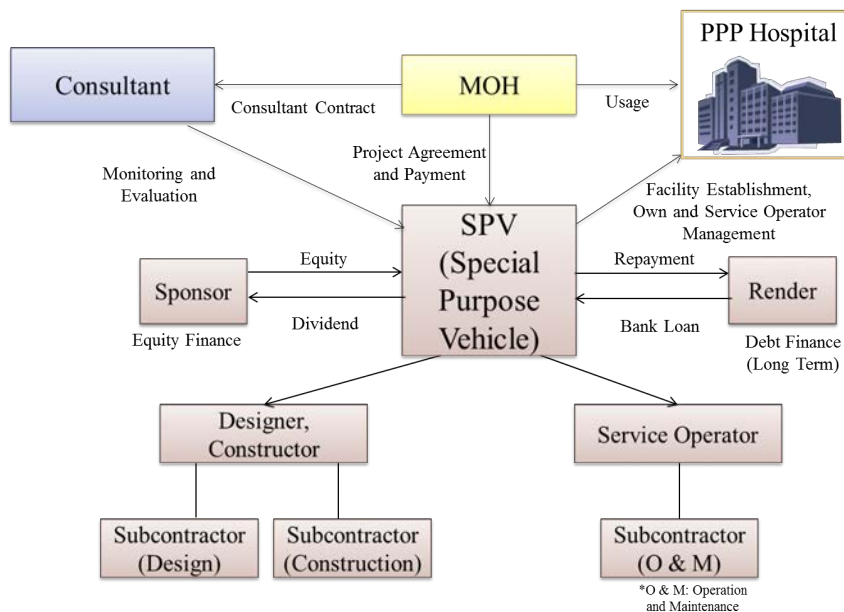 PPP Hospital
Consultant
MOH
Consultant Contract
Usage
Project Agreement
and Payment
Monitoring and
Evaluation
Facility Establishment,
Own and Service Operator
Management
SPV
(Special
Purpose
Vehicle)
Equity
Sponsor
Dividend
Equity Finance
Repayment
Render
Bank Loan
Debt Finance
(Long Term)
Designer,
Constructor
Service Operator
Subcontractor
(Design)
Subcontractor
(Construction)
Subcontractor
(O & M)
*O & M: Operation
and Maintenance